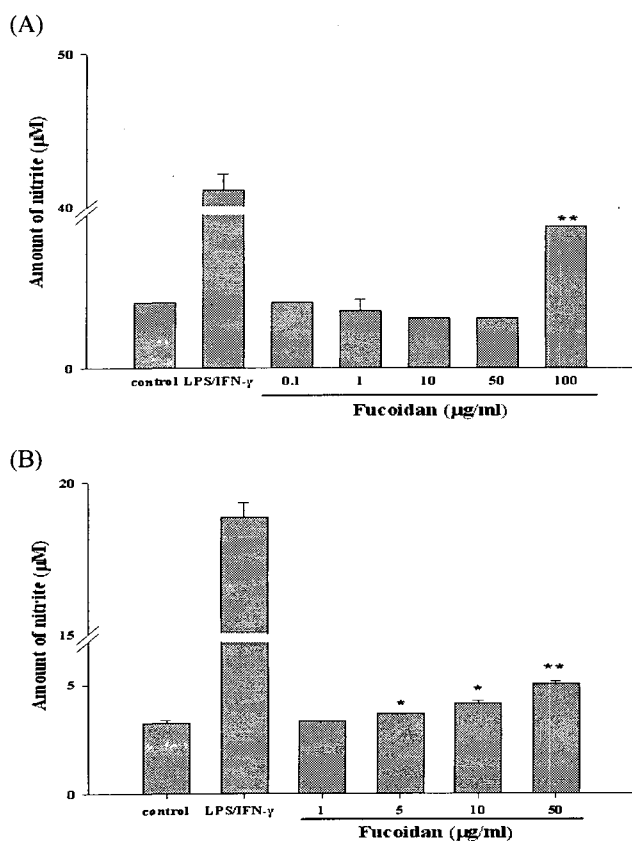 (A)
50
Amount of nitrite (μM)
40
**
0
control LPS/IFN-γ 0.1 1 10 50 100
Fucoidan (μg/ml)
(B)
20
Amount of nitrite (μM)
15
5
* * **
0
control LPS/IFN-γ 1 5 10 50
Fucoidan (μg/ml)